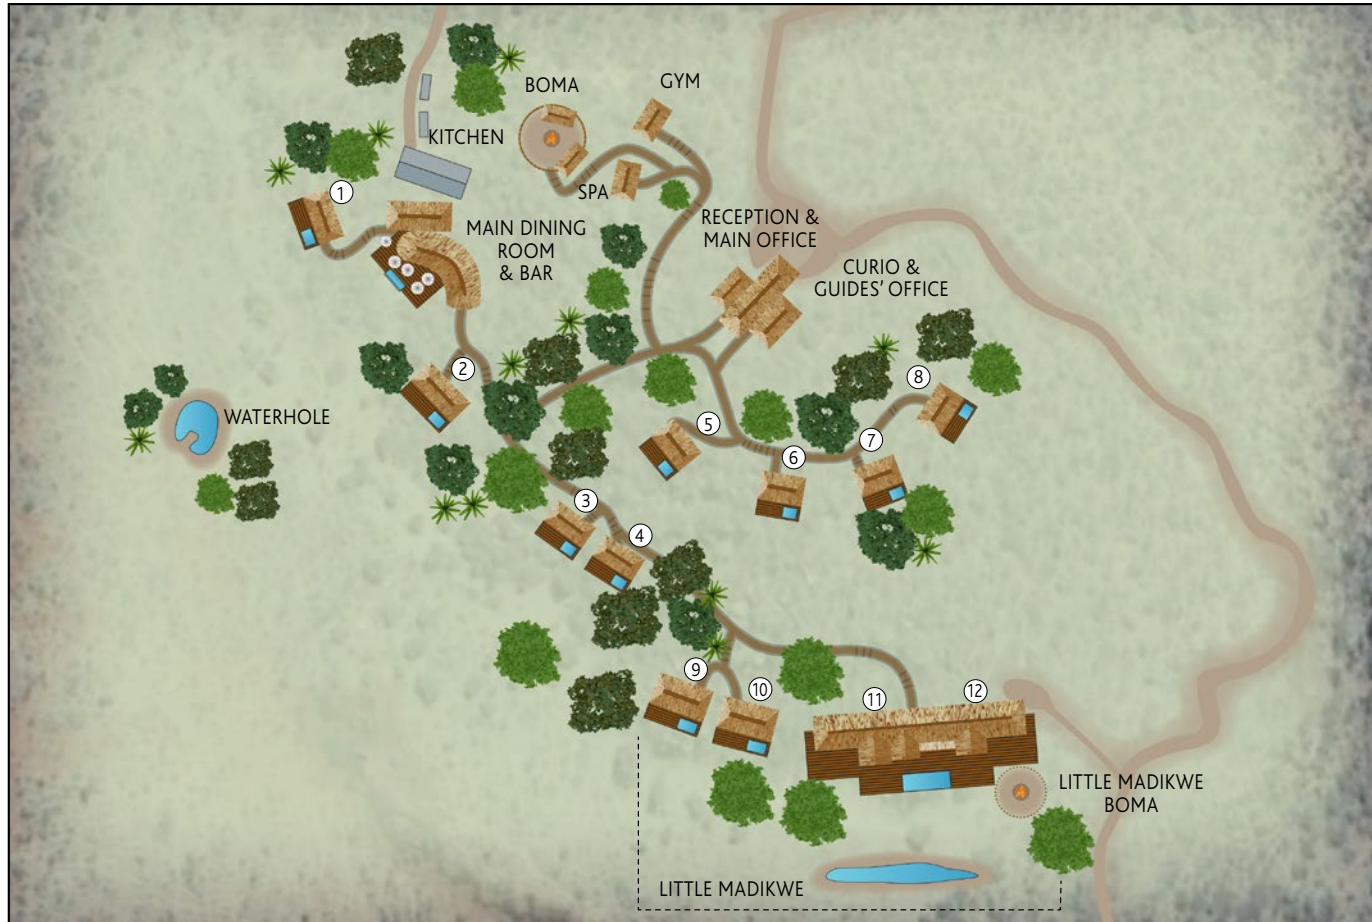 GYM
BOMA
KITCHEN
SPA
1
MAIN DINING
ROOM
& BAR
RECEPTION &
MAIN OFFICE
CURIO &
GUIDES' OFFICE
2
8
WATERHOLE
5
7
6
3
4
9
10
11
12
LITTLE MADIKWE
BOMA
LITTLE MADIKWE